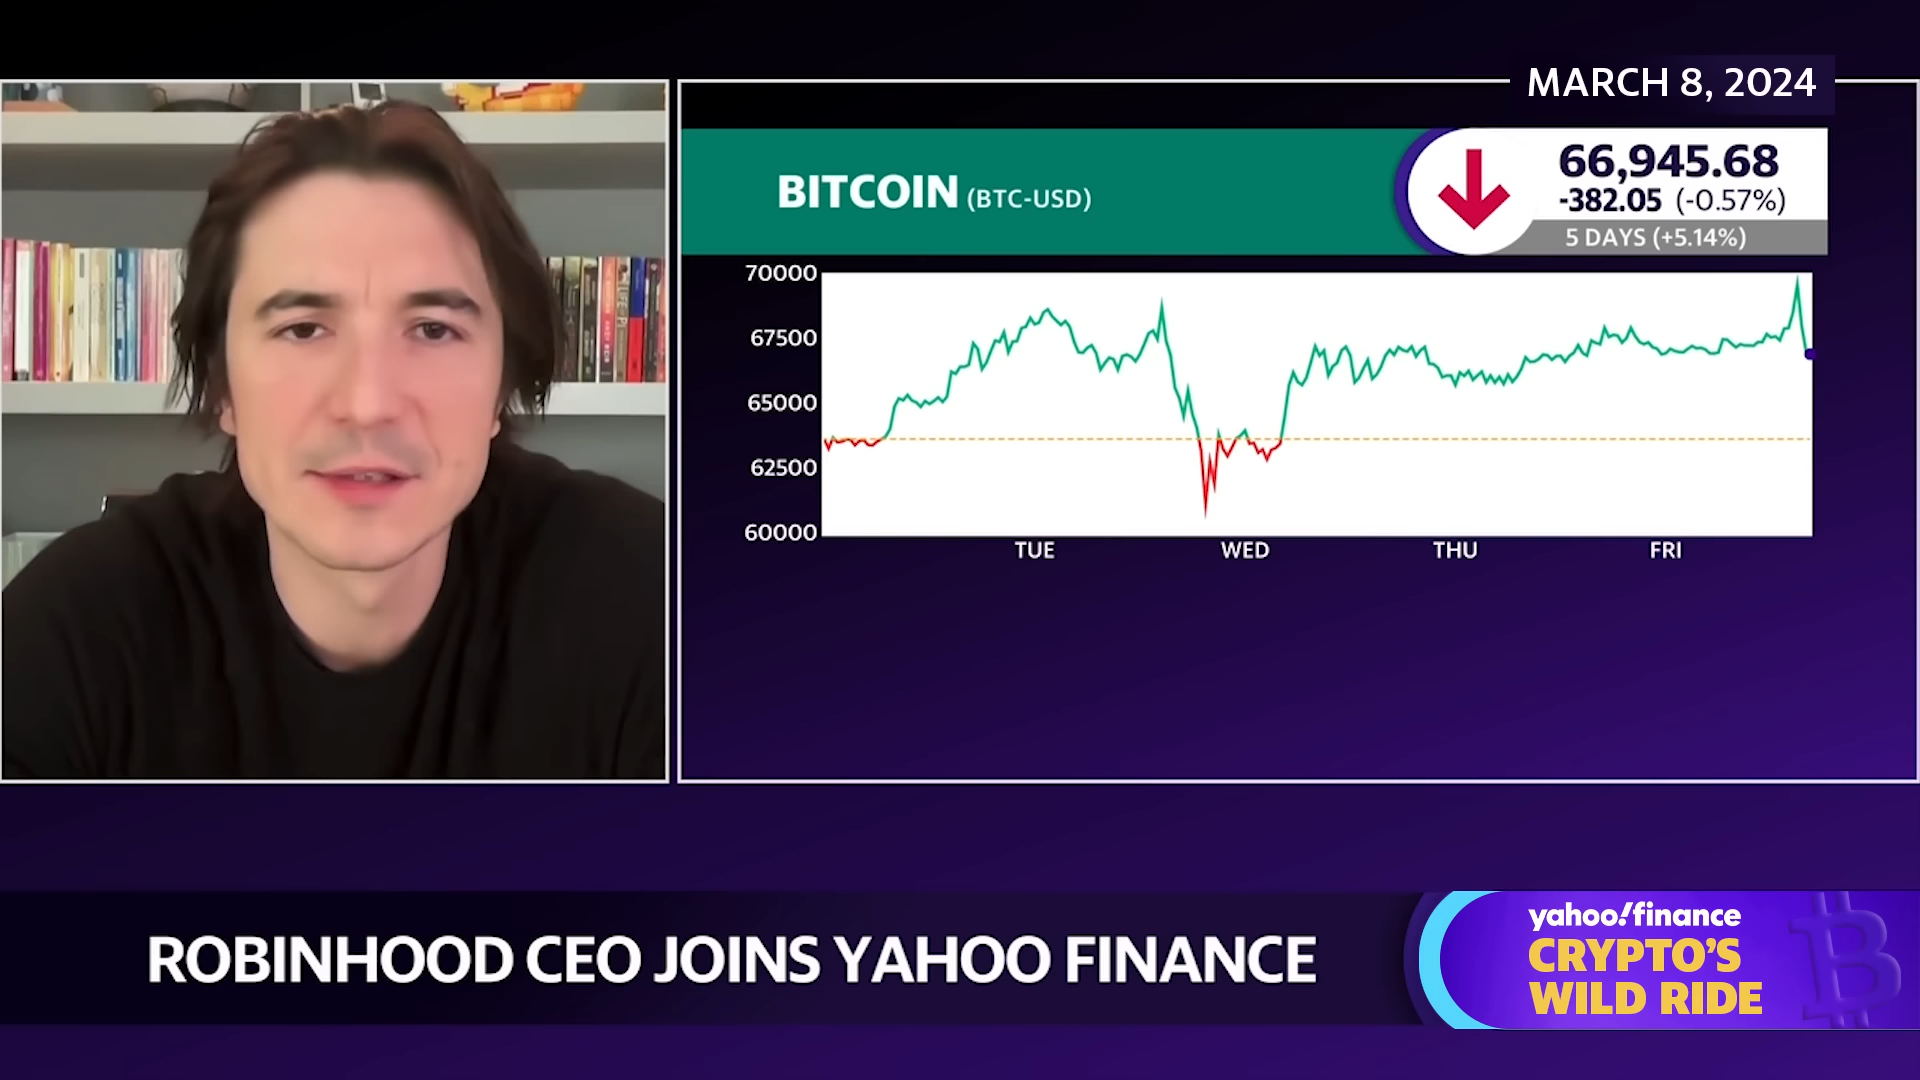 MARCH 8, 2024
BITCOIN (BTC-USD)
66,945.68
-382.05 (-0.57%)
5 DAYS (+5.14%)
70000
67500
65000
62500
60000
TUE WED THU FRI
ROBINHOOD CEO JOINS YAHOO FINANCE
yahoo!finance
CRYPTO'S
WILD RIDE